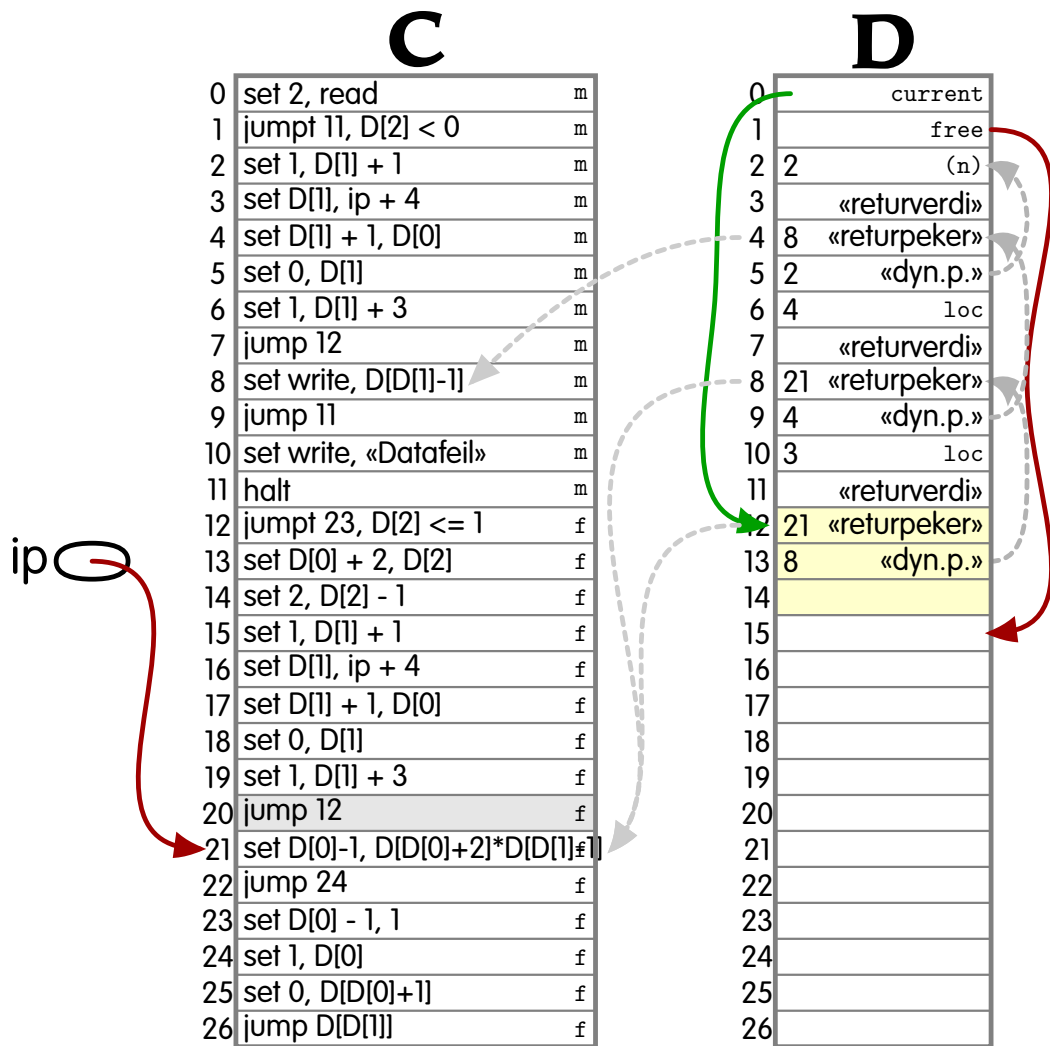 C
0 set 2, read m
1 jumpt 11, D[2] < 0 m
2 set 1, D[1] + 1 m
3 set D[1], ip + 4 m
4 set D[1] + 1, D[0] m
5 set 0, D[1] m
6 set 1, D[1] + 3 m
7 jump 12 m
8 set write, D[D[1]-1] m
9 jump 11 m
10 set write, «Datafeil» m
11 halt m
12 jumpt 23, D[2] <= 1 f
13 set D[0] + 2, D[2] f
14 set 2, D[2] - 1 f
15 set 1, D[1] + 1 f
16 set D[1], ip + 4 f
17 set D[1] + 1, D[0] f
18 set 0, D[1] f
19 set 1, D[1] + 3 f
20 jump 12 f
21 set D[0]-1, D[D[0]+2]*D[D[1]+1] f
22 jump 24 f
23 set D[0] - 1, 1 f
24 set 1, D[0] f
25 set 0, D[D[0]+1] f
26 jump D[D[1]] f
ip
D
0 current
1 free
2 2 (n)
3 «returverdi»
4 8 «returpeker»
5 2 «dyn.p.»
6 4 loc
7 «returverdi»
8 21 «returpeker»
9 4 «dyn.p.»
10 3 loc
11 «returverdi»
12 21 «returpeker»
13 8 «dyn.p.»
14
15
16
17
18
19
20
21
22
23
24
25
26